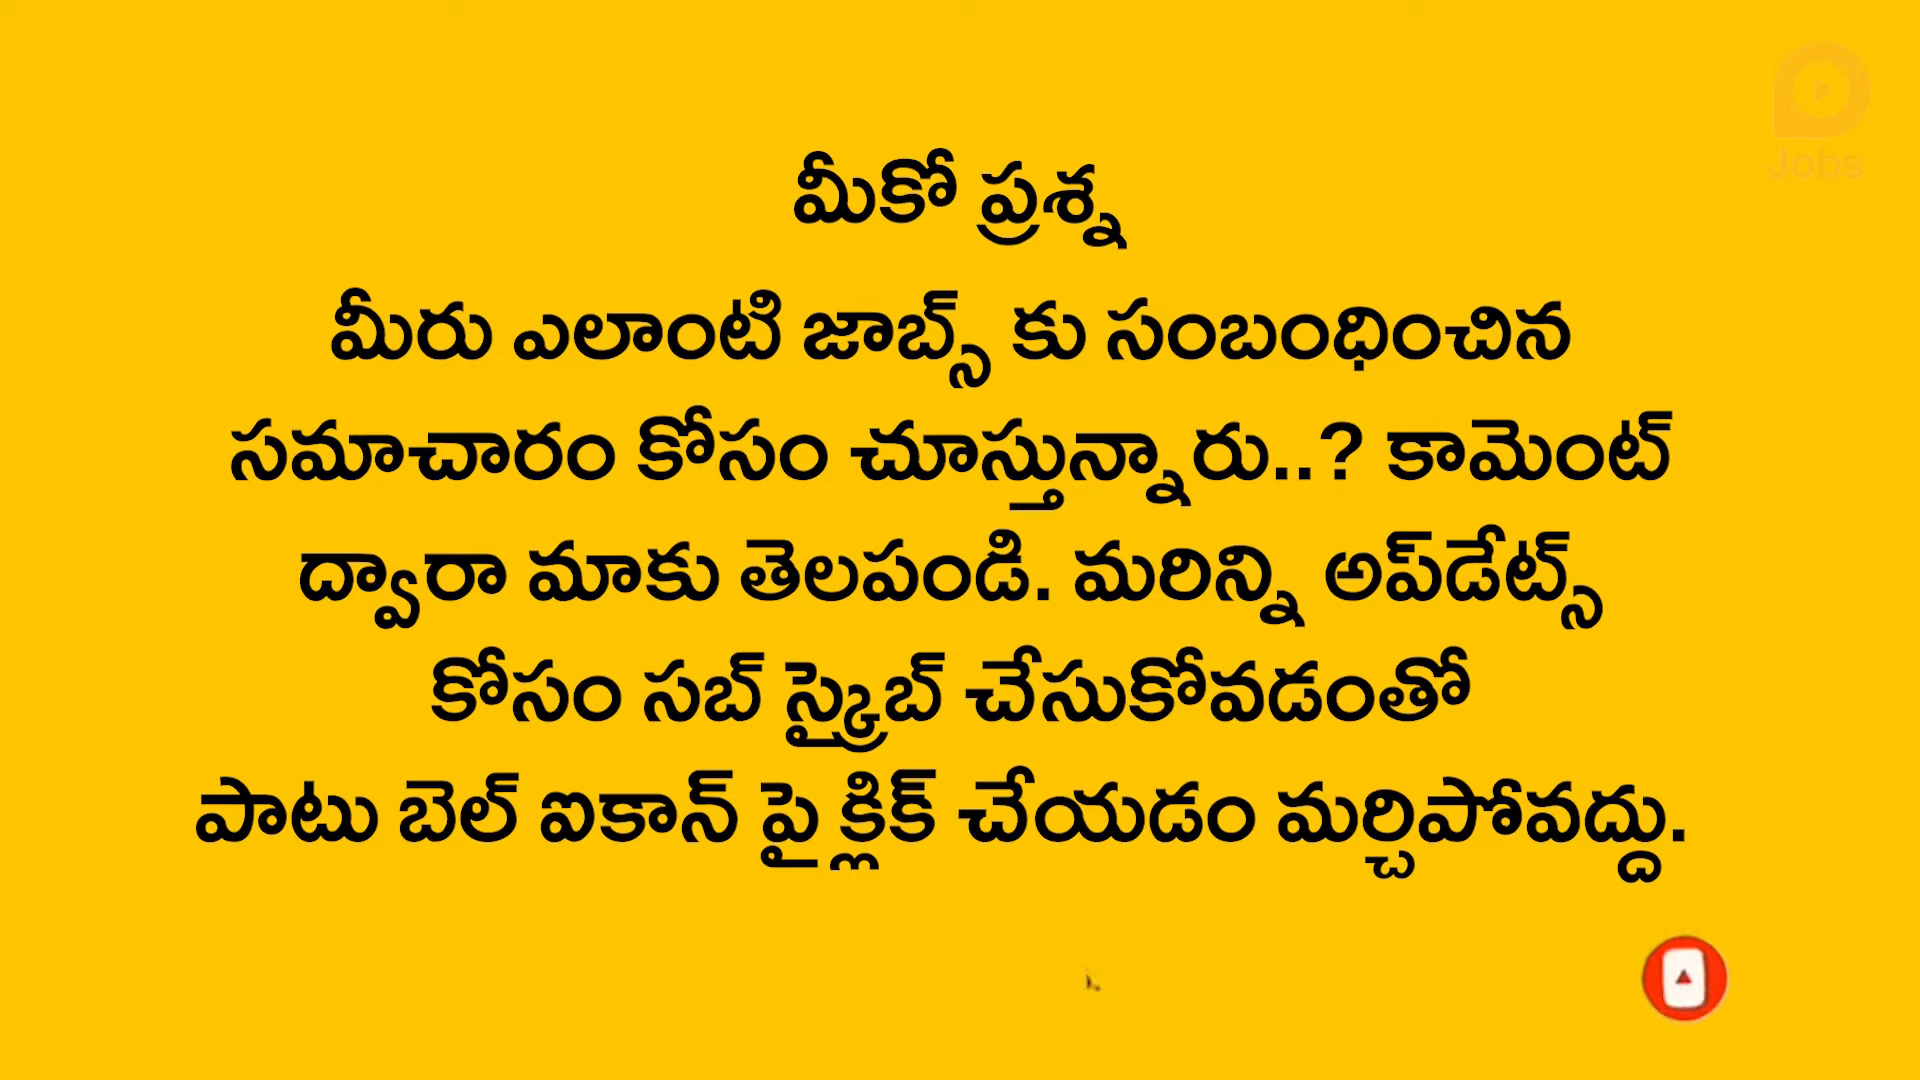 Jobs
మీకో ప్రశ్న
మీరు ఎలాంటి జాబ్స్ కు సంబంధించిన
సమాచారం కోసం చూస్తున్నారు..? కామెంట్
ద్వారా మాకు తెలపండి. మరిన్ని అప్‌డేట్స్
కోసం సబ్ స్క్రైబ్ చేసుకోవడంతో
పాటు బెల్ ఐకాన్ పై క్లిక్ చేయడం మర్చిపోవద్దు.